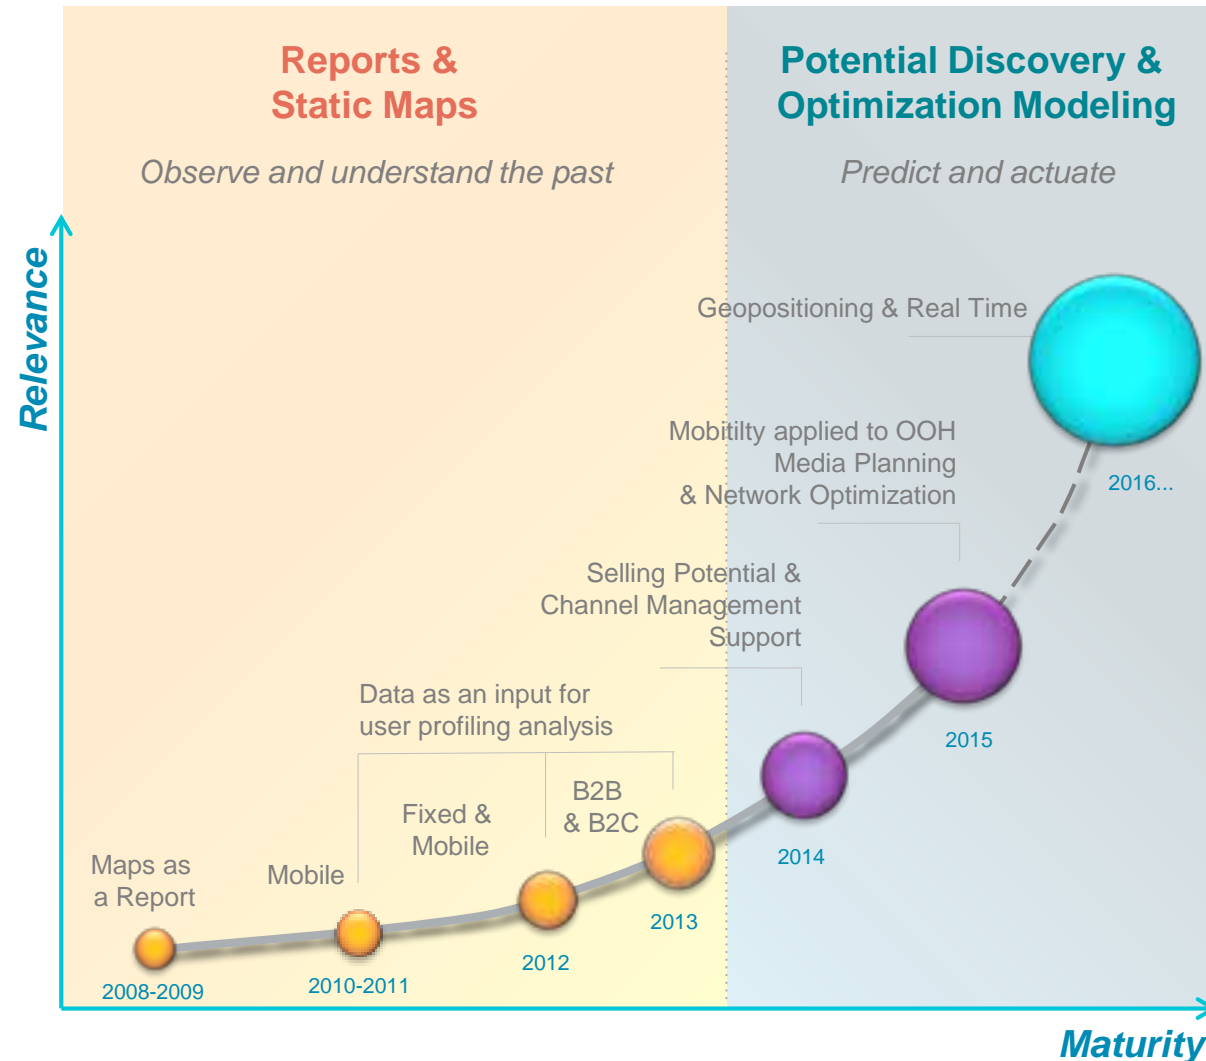 Reports &
Static Maps
Observe and understand the past
Potential Discovery &
Optimization Modeling
Predict and actuate
Relevance
Geopositioning & Real Time
2016...
Mobitilty applied to OOH
Media Planning
& Network Optimization
2015
Selling Potential &
Channel Management
Support
2014
Data as an input for
user profiling analysis
B2B
& B2C
2013
Fixed &
Mobile
2012
Mobile
2010-2011
Maps as
a Report
2008-2009
Maturity